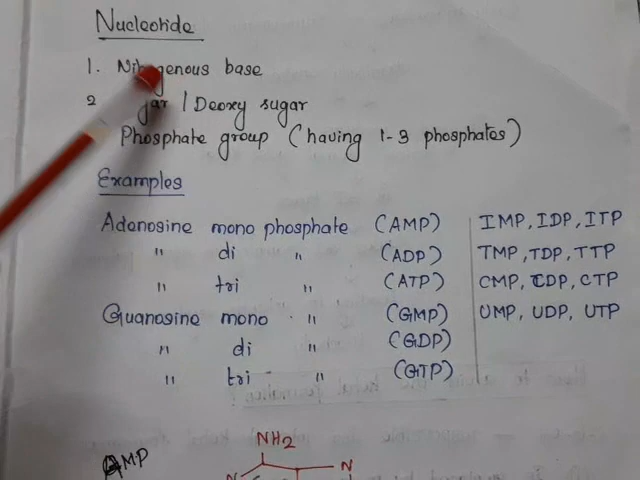 Nucleotide
1. Nitrogenous base
2 gar / Deoxy sugar
Phosphate group (having 1-3 phosphates)
Examples
Adenosine mono phosphate (AMP)
" di " (ADP)
" tri " (ATP)
Guanosine mono " (GMP)
" di " (GDP)
" tri " (GTP)
IMP, IDP, ITP
TMP, TDP, TTP
CMP, CDP, CTP
UMP, UDP, UTP
AMP
NH2
N
N